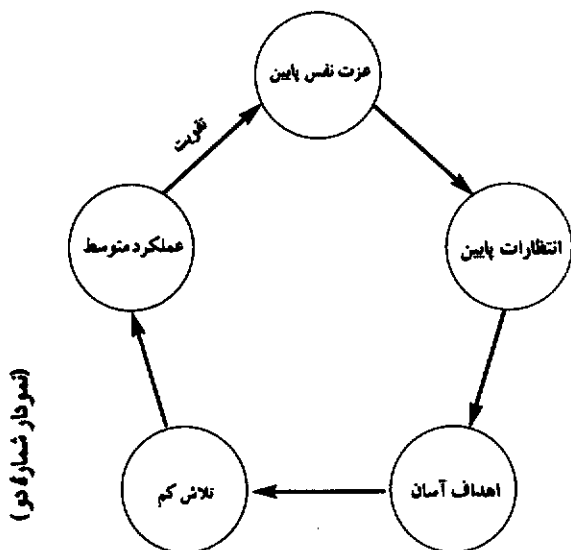 عزت نفس پایین
تقویت
انتظارات پایین
عملکرد متوسط
اهداف آسان
تلاش کم
(نمودار شمارهٔ دو)